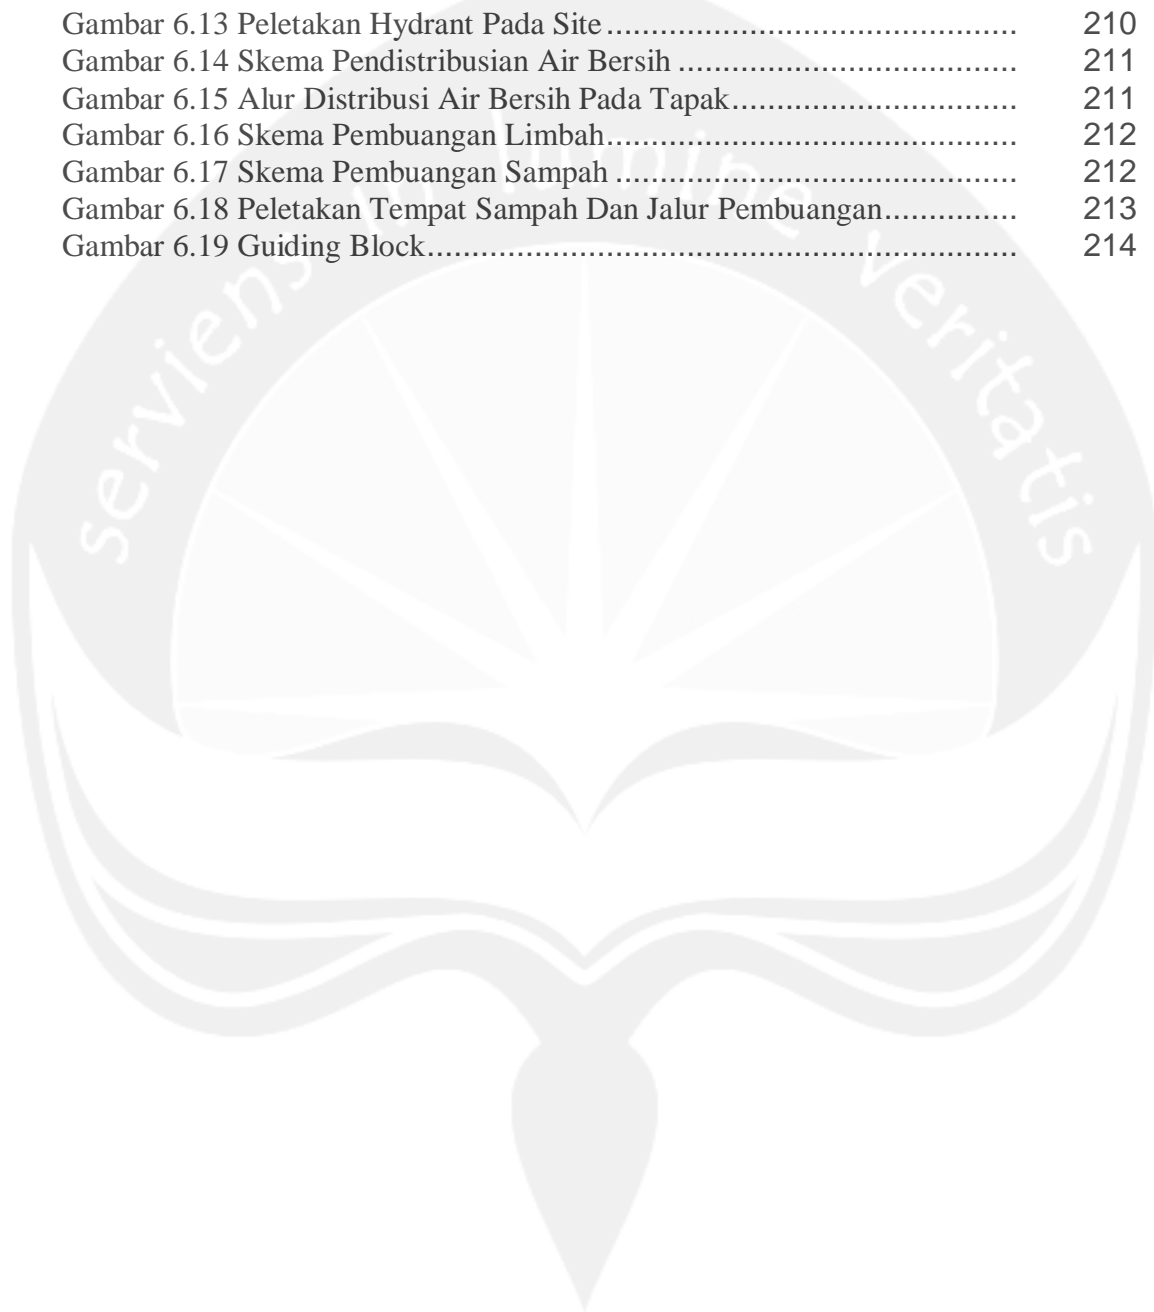 Gambar 6.13 Peletakan Hydrant Pada Site ............................................. 210
Gambar 6.14 Skema Pendistribusian Air Bersih ..................................... 211
Gambar 6.15 Alur Distribusi Air Bersih Pada Tapak............................... 211
Gambar 6.16 Skema Pembuangan Limbah............................................. 212
Gambar 6.17 Skema Pembuangan Sampah ............................................ 212
Gambar 6.18 Peletakan Tempat Sampah Dan Jalur Pembuangan............... 213
Gambar 6.19 Guiding Block................................................................. 214
serviens in lumine veritatis